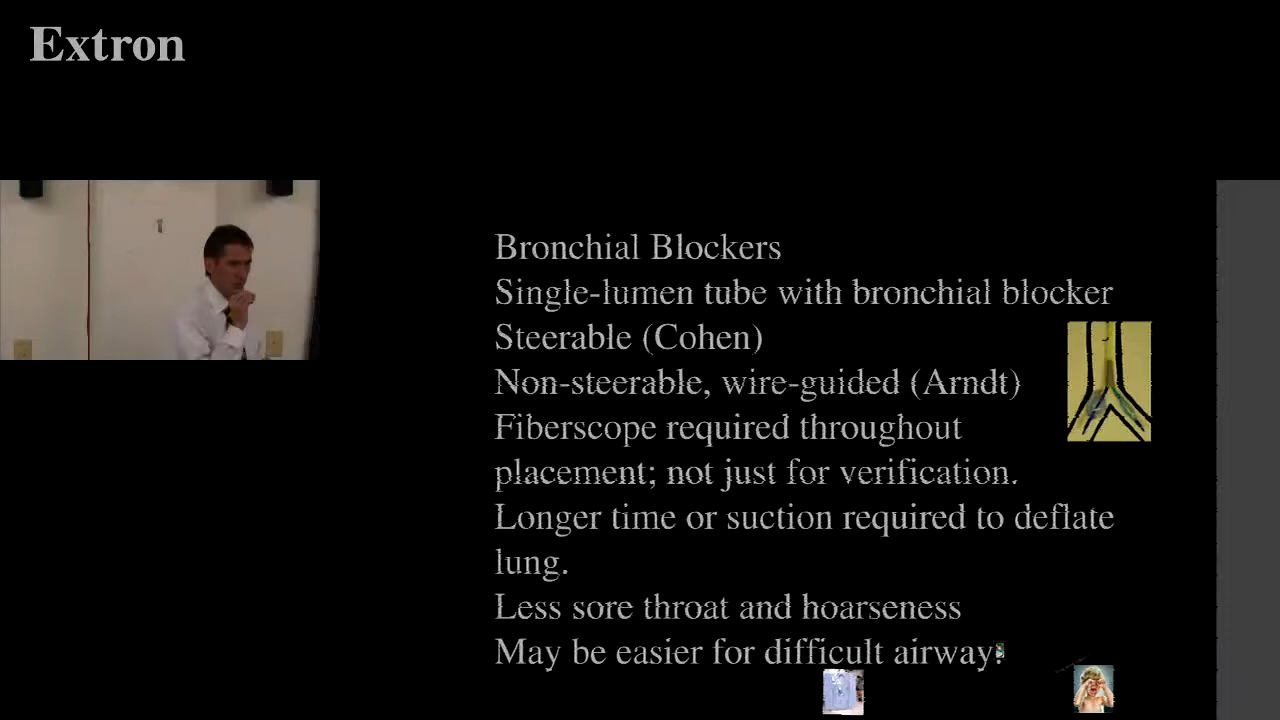 Extron
Bronchial Blockers
Single-lumen tube with bronchial blocker
Steerable (Cohen)
Non-steerable, wire-guided (Arndt)
Fiberscope required throughout
placement; not just for verification.
Longer time or suction required to deflate
lung.
Less sore throat and hoarseness
May be easier for difficult airway?